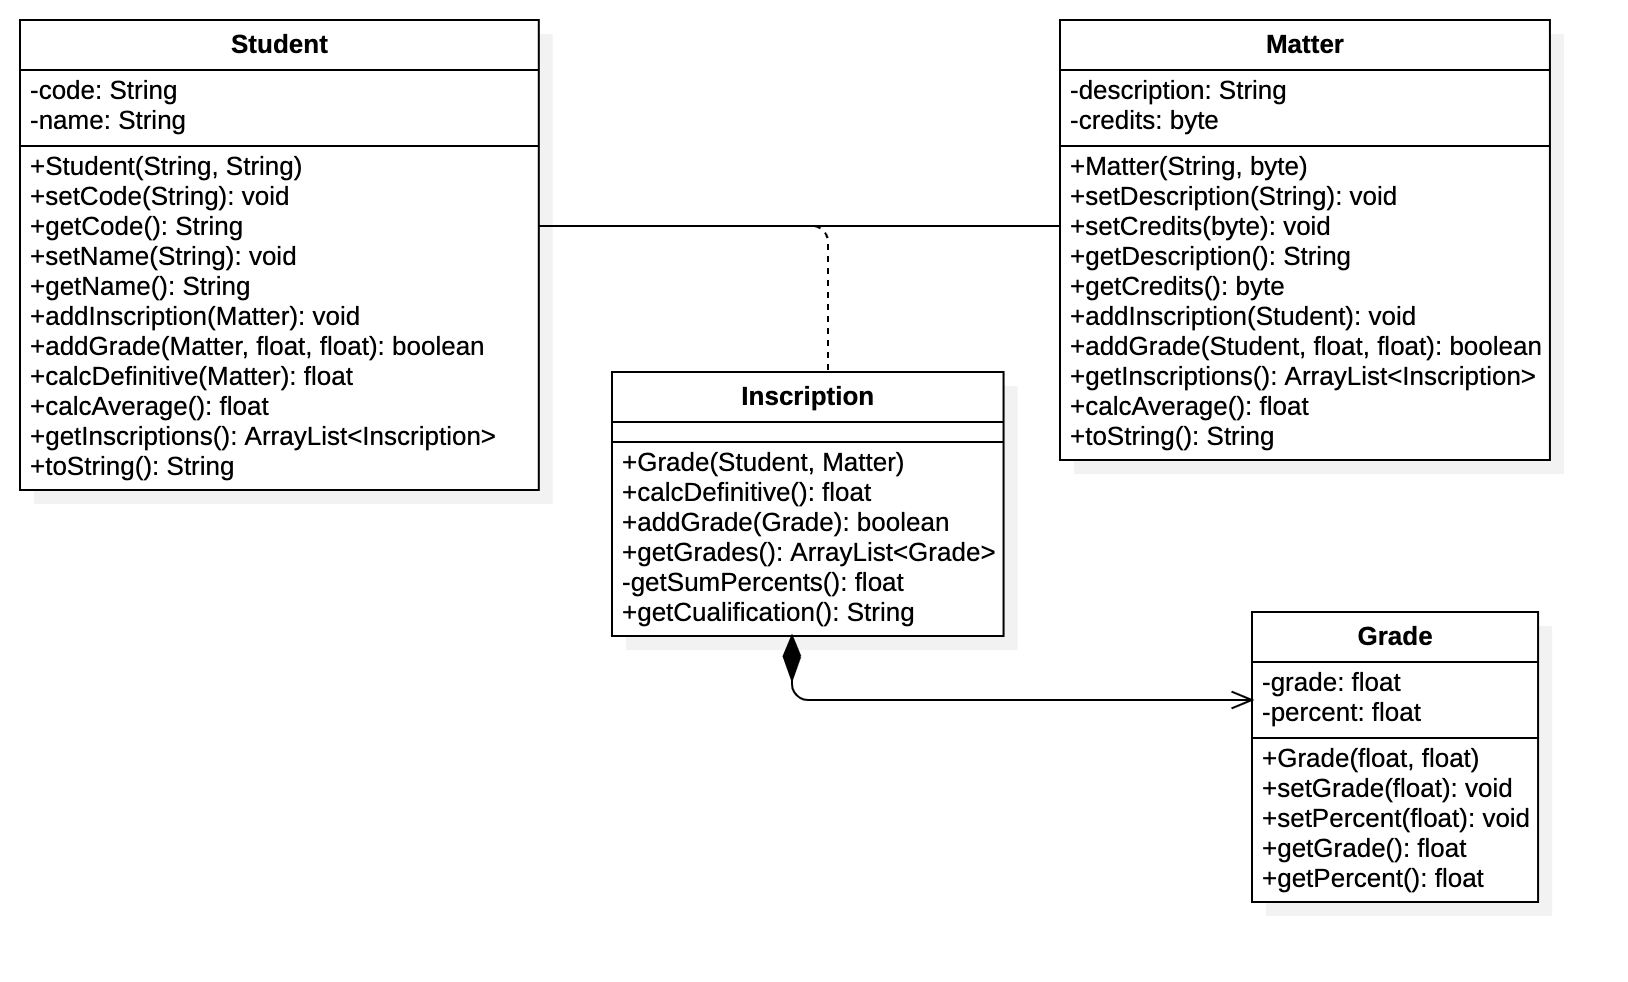 Student
-code: String
-name: String
+Student(String, String)
+setCode(String): void
+getCode(): String
+setName(String): void
+getName(): String
+addInscription(Matter): void
+addGrade(Matter, float, float): boolean
+calcDefinitive(Matter): float
+calcAverage(): float
+getInscriptions(): ArrayList<Inscription>
+toString(): String
Matter
-description: String
-credits: byte
+Matter(String, byte)
+setDescription(String): void
+setCredits(byte): void
+getDescription(): String
+getCredits(): byte
+addInscription(Student): void
+addGrade(Student, float, float): boolean
+getInscriptions(): ArrayList<Inscription>
+calcAverage(): float
+toString(): String
Inscription
+Grade(Student, Matter)
+calcDefinitive(): float
+addGrade(Grade): boolean
+getGrades(): ArrayList<Grade>
-getSumPercents(): float
+getCualification(): String
Grade
-grade: float
-percent: float
+Grade(float, float)
+setGrade(float): void
+setPercent(float): void
+getGrade(): float
+getPercent(): float